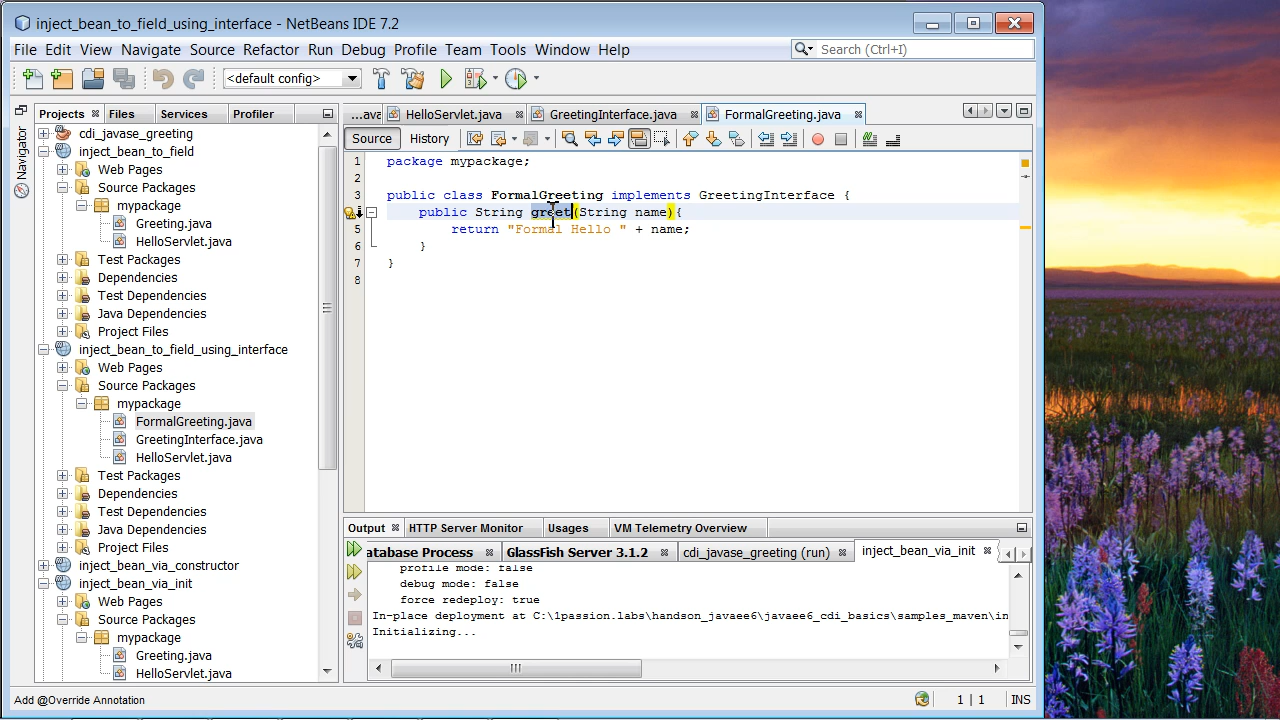 inject_bean_to_field_using_interface - NetBeans IDE 7.2
File Edit View Navigate Source Refactor Run Debug Profile Team Tools Window Help
Search (Ctrl+I)
<default config>
Navigator
Projects Files Services Profiler
cdi_javase_greeting
inject_bean_to_field
Web Pages
Source Packages
mypackage
Greeting.java
HelloServlet.java
Test Packages
Dependencies
Test Dependencies
Java Dependencies
Project Files
inject_bean_to_field_using_interface
Web Pages
Source Packages
mypackage
FormalGreeting.java
GreetingInterface.java
HelloServlet.java
Test Packages
Dependencies
Test Dependencies
Java Dependencies
Project Files
inject_bean_via_constructor
inject_bean_via_init
Web Pages
Source Packages
mypackage
Greeting.java
HelloServlet.java
...ava HelloServlet.java GreetingInterface.java FormalGreeting.java
Source History
1 package mypackage;
2
3 public class FormalGreeting implements GreetingInterface {
public String greet(String name){
5 return "Formal Hello " + name;
6 }
7 }
8
Output HTTP Server Monitor Usages VM Telemetry Overview
atabase Process GlassFish Server 3.1.2 cdi_javase_greeting (run) inject_bean_via_init
profile mode: false
debug mode: false
force redeploy: true
In-place deployment at C:\1passion.labs\handson_javaee6\javaee6_cdi_basics\samples_maven\in
Initializing...
Add @Override Annotation
1 | 1 INS